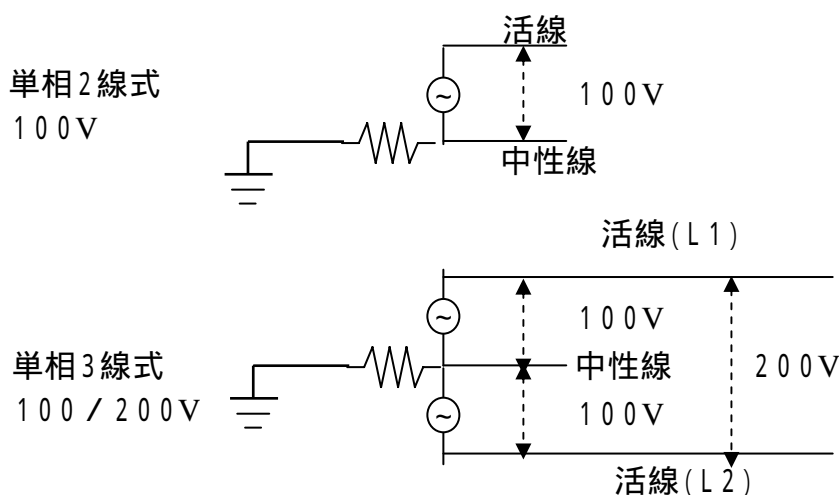 活線
単相2線式
100V
100V
中性線
活線(L1)
100V
単相3線式
中性線
200V
100/200V
100V
活線(L2)